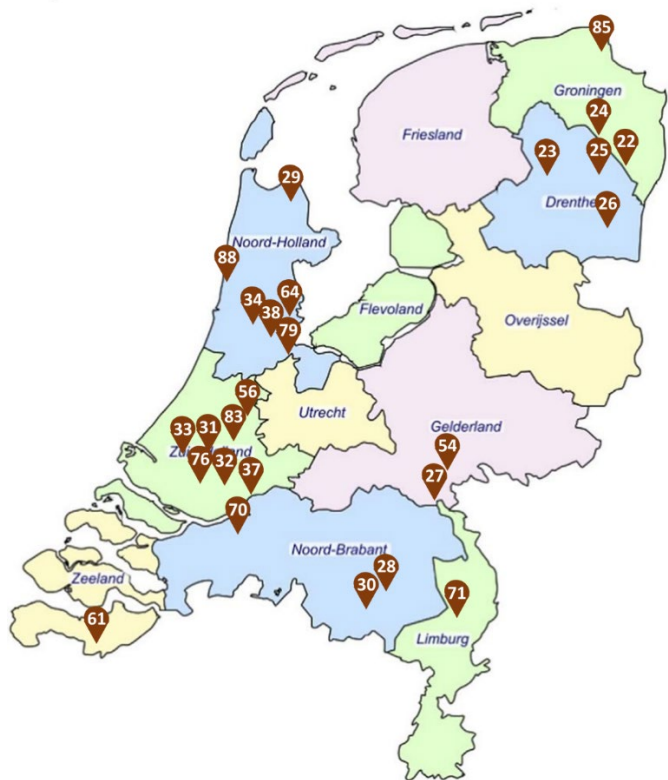 85
Groningen
24
Friesland
23
25
22
29
Drenthe
26
Noord-Holland
88
34
64
38
Flevoland
79
Overijssel
56
83
Utrecht
33
31
Gelderland
Zuid-Holland
76
32
37
54
27
70
Noord-Brabant
28
30
Zeeland
71
61
Limburg